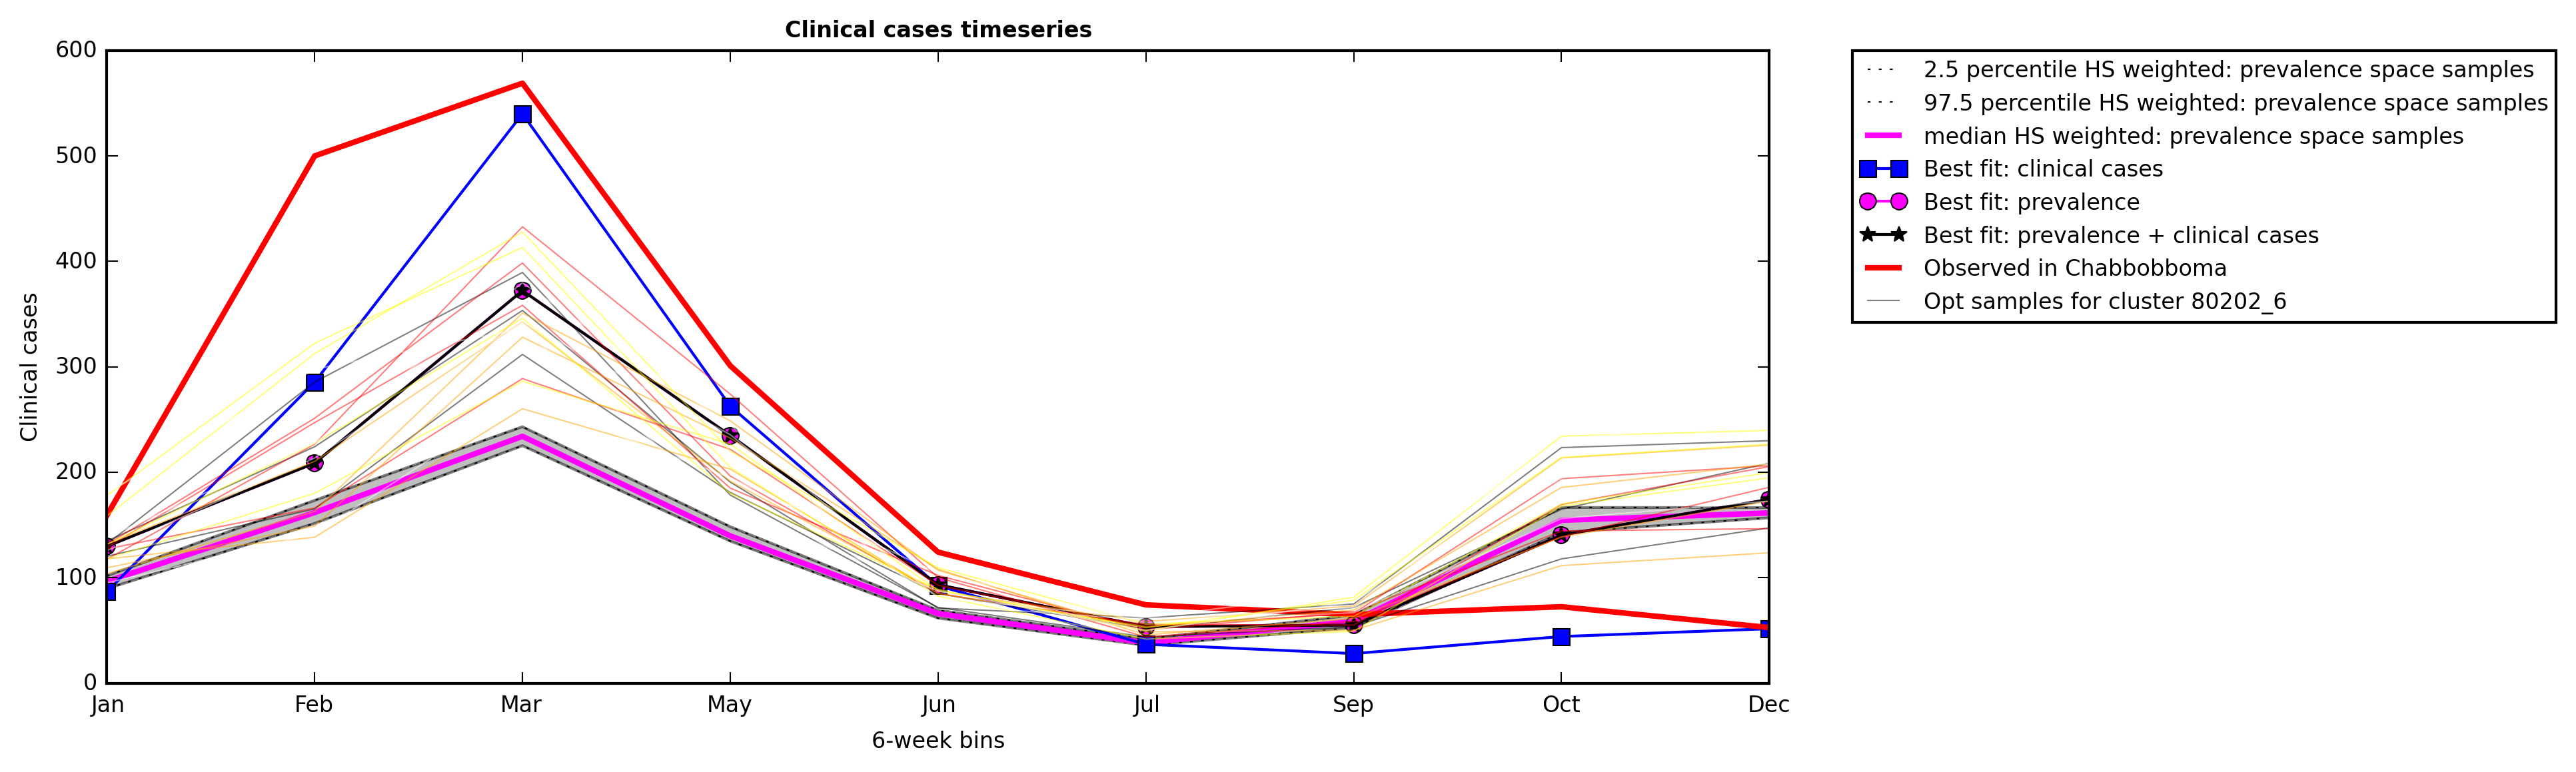 Clinical cases timeseries
600
500
400
300
200
100
0
Clinical cases
Jan Feb Mar May Jun Jul Sep Oct Dec
6-week bins
2.5 percentile HS weighted: prevalence space samples
97.5 percentile HS weighted: prevalence space samples
median HS weighted: prevalence space samples
Best fit: clinical cases
Best fit: prevalence
Best fit: prevalence + clinical cases
Observed in Chabbobboma
Opt samples for cluster 80202_6